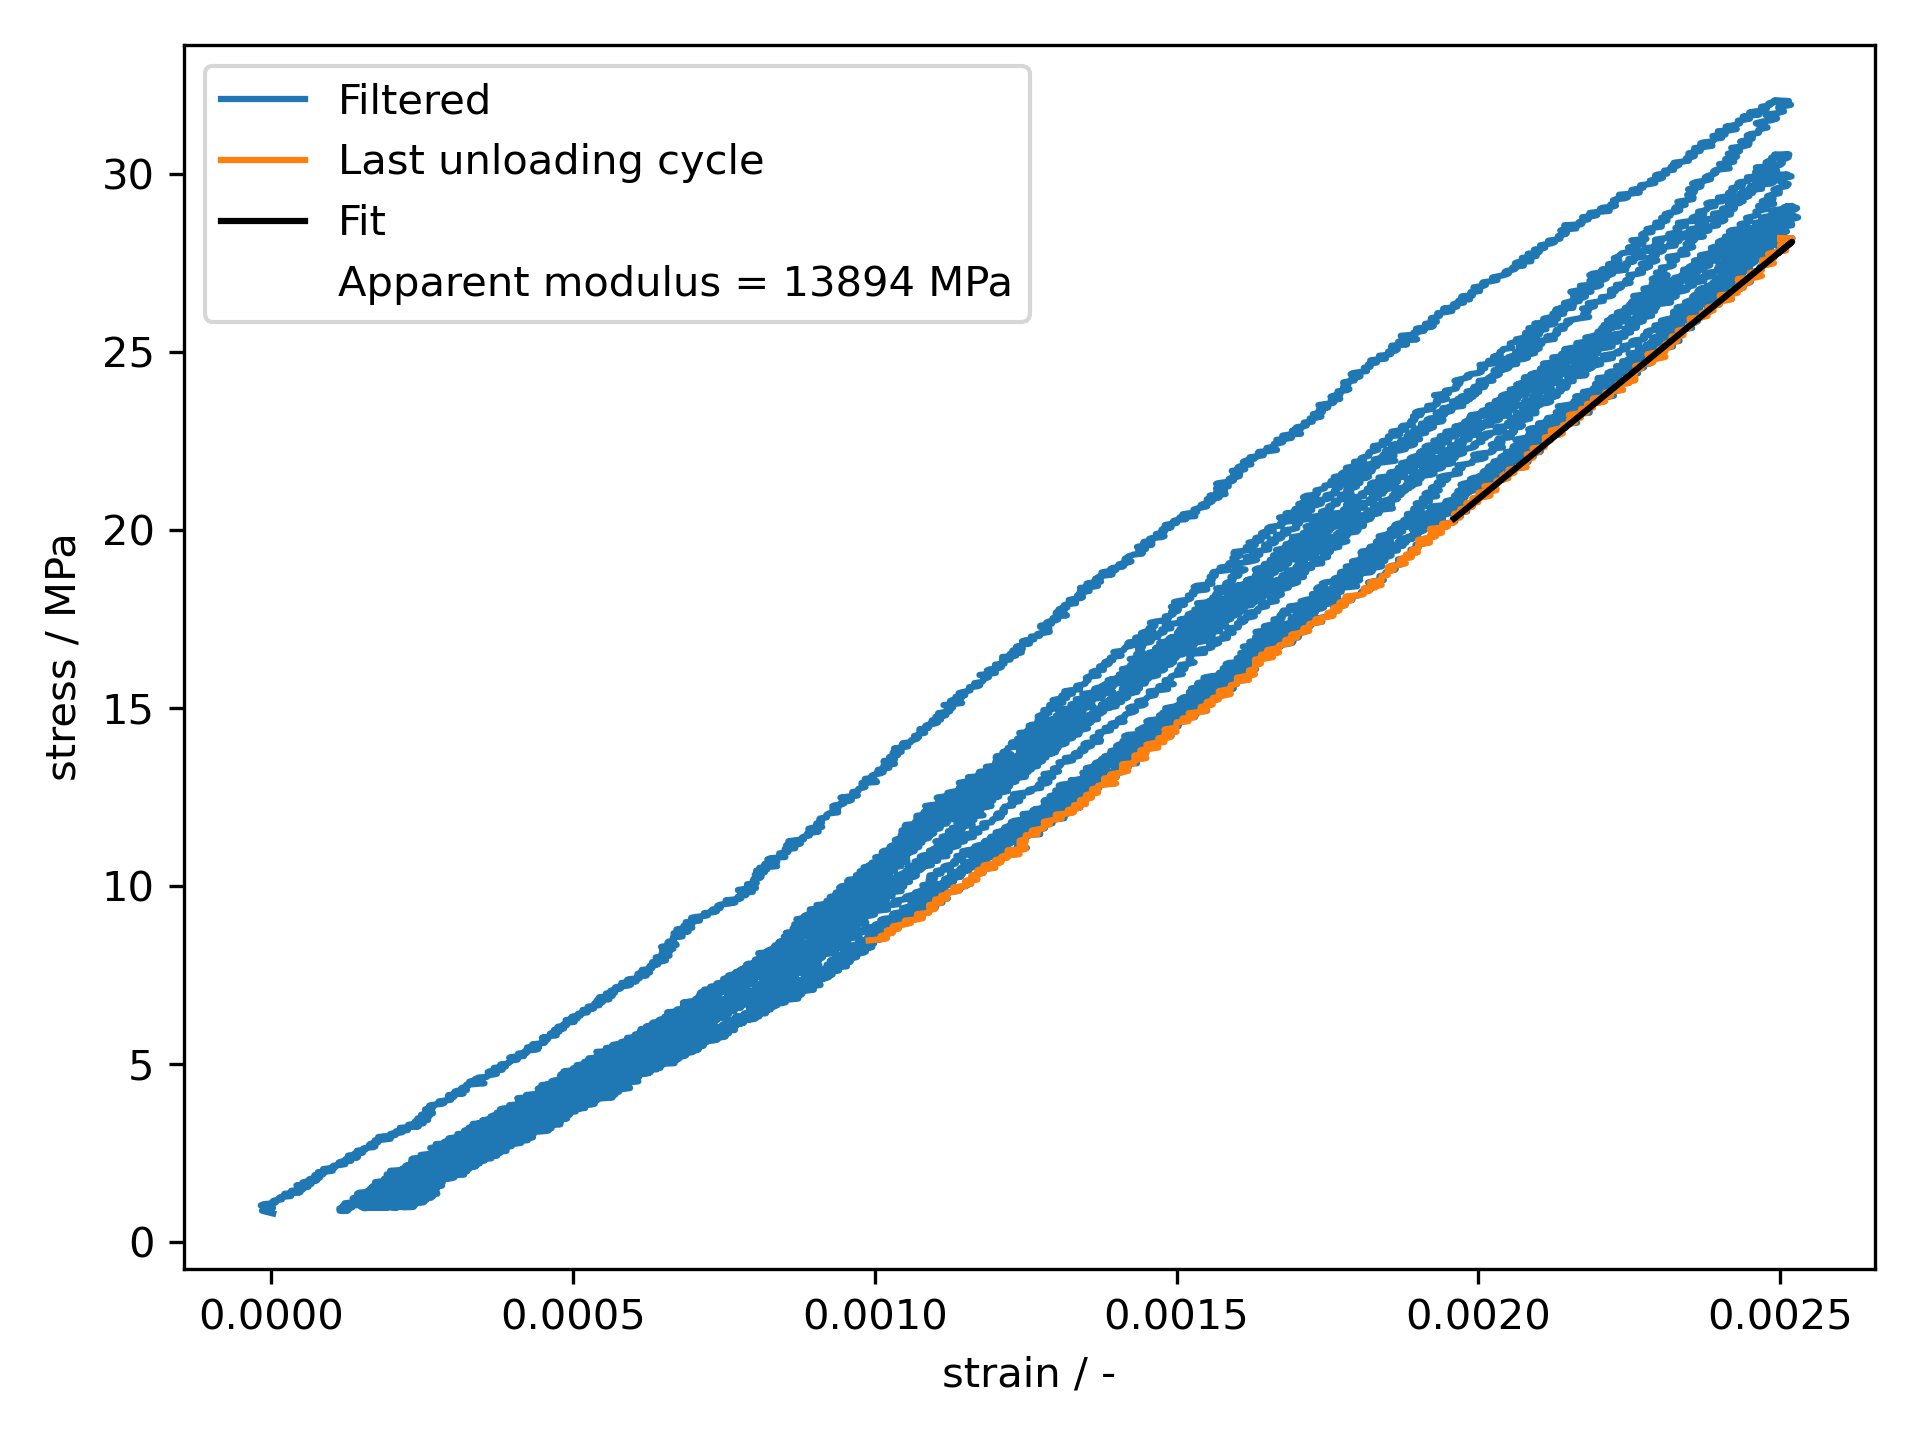 Filtered
Last unloading cycle
Fit
Apparent modulus = 13894 MPa
30
25
20
15
10
5
0
stress / MPa
0.0000 0.0005 0.0010 0.0015 0.0020 0.0025
strain / -